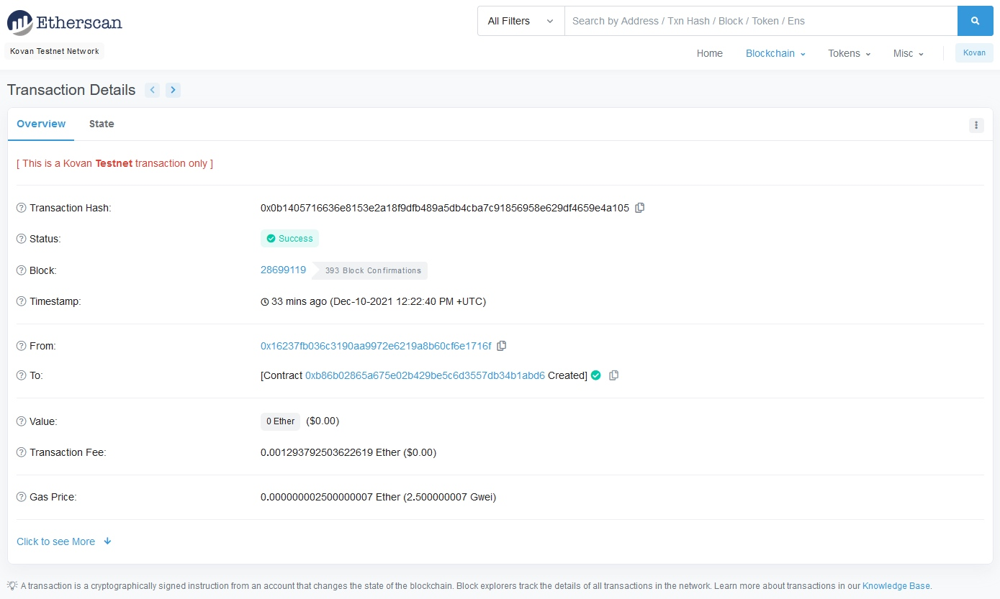 Etherscan
All Filters Search by Address / Txn Hash / Block / Token / Ens
Kovan Testnet Network
Home Blockchain Tokens Misc Kovan
Transaction Details
Overview State
[ This is a Kovan Testnet transaction only ]
Transaction Hash: 0x0b1405716636e8153e2a18f9dfb489a5db4cba7c91856958e629df4659e4a105
Status: Success
Block: 28699119 393 Block Confirmations
Timestamp: 33 mins ago (Dec-10-2021 12:22:40 PM +UTC)
From: 0x16237fb036c3190aa9972e6219a8b60cf6e1716f
To: [Contract 0xb86b02865a675e02b429be5c6d3557db34b1abd6 Created]
Value: 0 Ether ($0.00)
Transaction Fee: 0.001293792503622619 Ether ($0.00)
Gas Price: 0.000000002500000007 Ether (2.500000007 Gwei)
Click to see More
A transaction is a cryptographically signed instruction from an account that changes the state of the blockchain. Block explorers track the details of all transactions in the network. Learn more about transactions in our Knowledge Base.